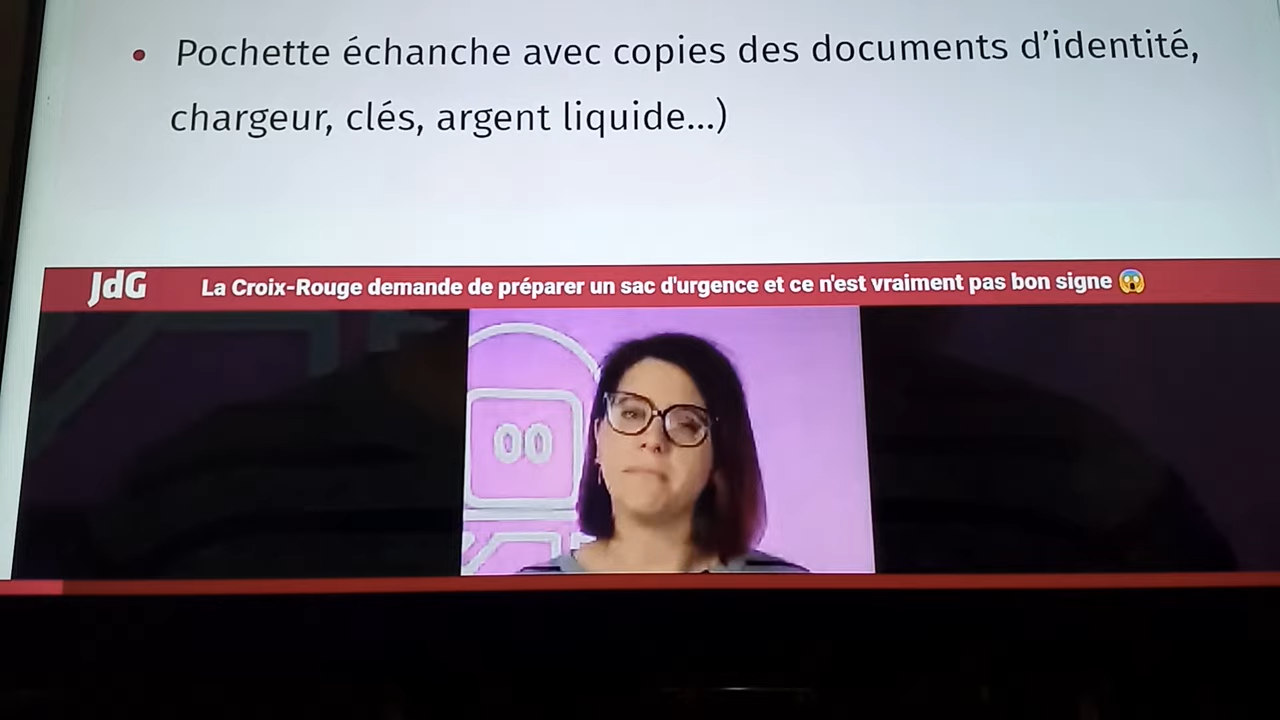 • Pochette échanche avec copies des documents d'identité,
chargeur, clés, argent liquide...)
JdG La Croix-Rouge demande de préparer un sac d'urgence et ce n'est vraiment pas bon signe 😱
00